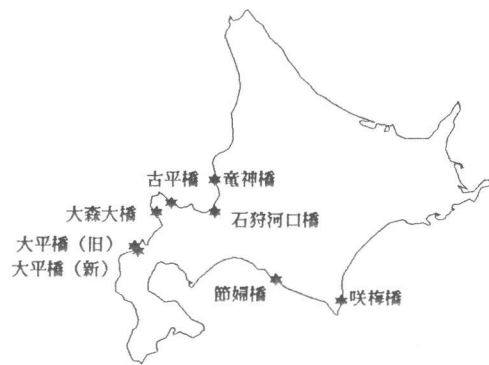 古平橋
竜神橋
大森大橋
石狩河口橋
大平橋（旧）
大平橋（新）
節婦橋
咲梅橋